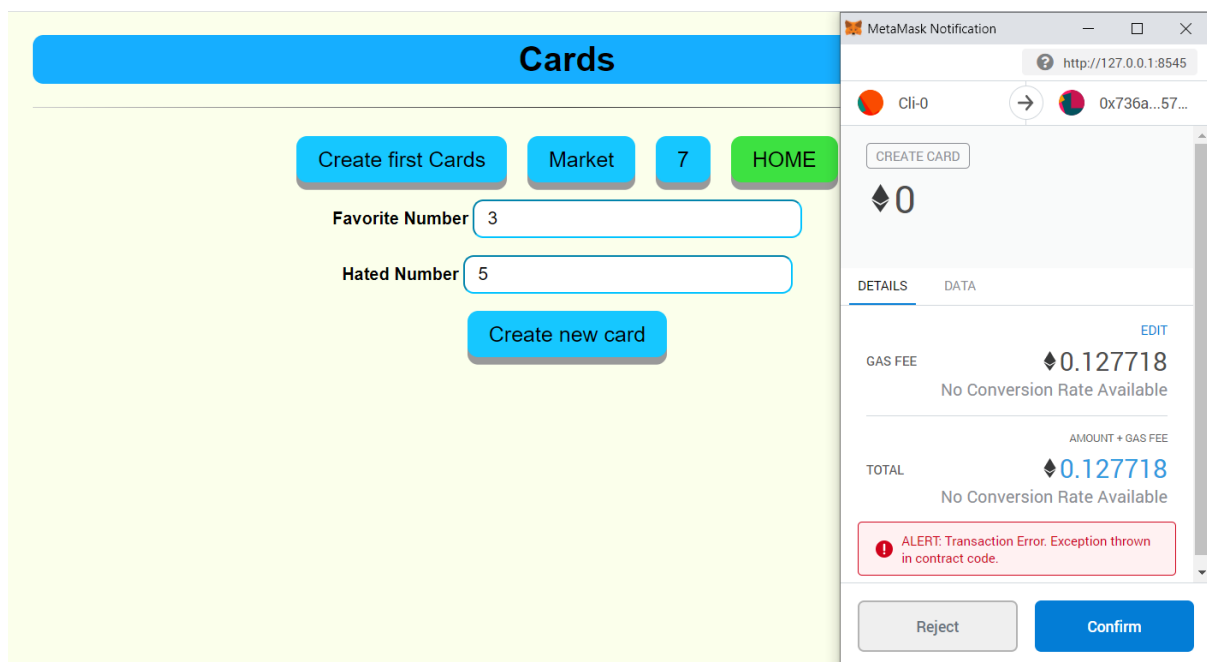 Cards
Create first Cards
Market
7
HOME
Favorite Number
3
Hated Number
5
Create new card
MetaMask Notification
http://127.0.0.1:8545
Cli-0
0x736a...57...
CREATE CARD
0
DETAILS
DATA
EDIT
GAS FEE
0.127718
No Conversion Rate Available
AMOUNT + GAS FEE
TOTAL
0.127718
No Conversion Rate Available
ALERT: Transaction Error. Exception thrown
in contract code.
Reject
Confirm